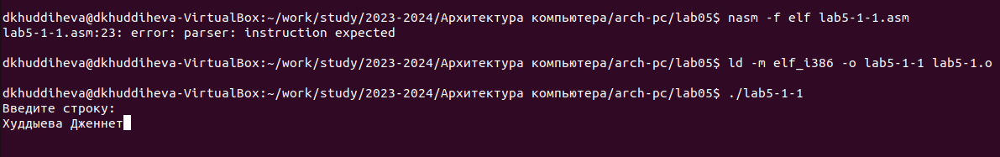 dkhuddiheva@dkhuddiheva-VirtualBox:~/work/study/2023-2024/Архитектура компьютера/arch-pc/lab05$ nasm -f elf lab5-1-1.asm
lab5-1-1.asm:23: error: parser: instruction expected
dkhuddiheva@dkhuddiheva-VirtualBox:~/work/study/2023-2024/Архитектура компьютера/arch-pc/lab05$ ld -m elf_i386 -o lab5-1-1 lab5-1.o
dkhuddiheva@dkhuddiheva-VirtualBox:~/work/study/2023-2024/Архитектура компьютера/arch-pc/lab05$ ./lab5-1-1
Введите строку:
Худдыева Дженнет